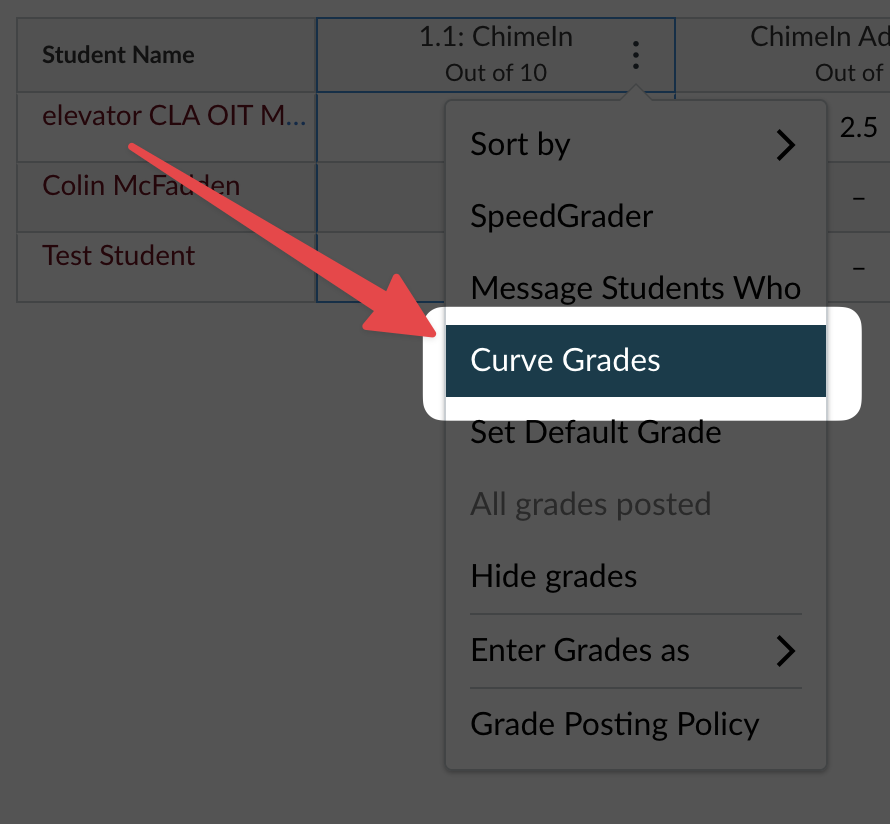 Student Name
1.1: ChimeIn
Out of 10
ChimeIn Ad
Out of
elevator CLA OIT M...
2.5
Colin McFadden
–
Test Student
–
Sort by
SpeedGrader
Message Students Who
Curve Grades
Set Default Grade
All grades posted
Hide grades
Enter Grades as
Grade Posting Policy